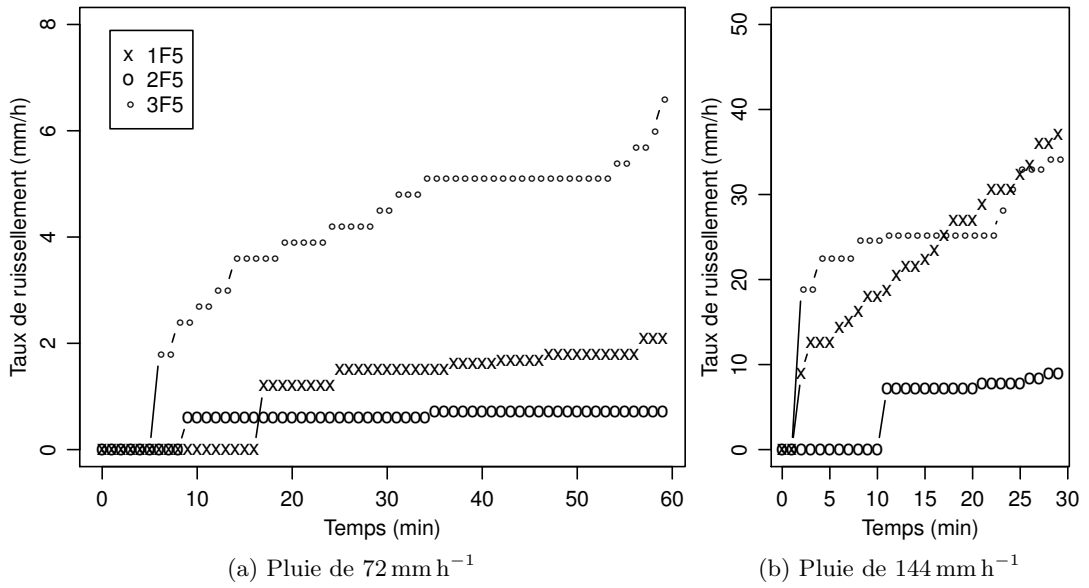 Taux de ruissellement (mm/h)
8
6
4
2
0
x 1F5
o 2F5
○ 3F5
0 10 20 30 40 50 60
Temps (min)
(a) Pluie de 72 mm h⁻¹
Taux de ruissellement (mm/h)
50
40
30
20
10
0
0 5 10 15 20 25 30
Temps (min)
(b) Pluie de 144 mm h⁻¹